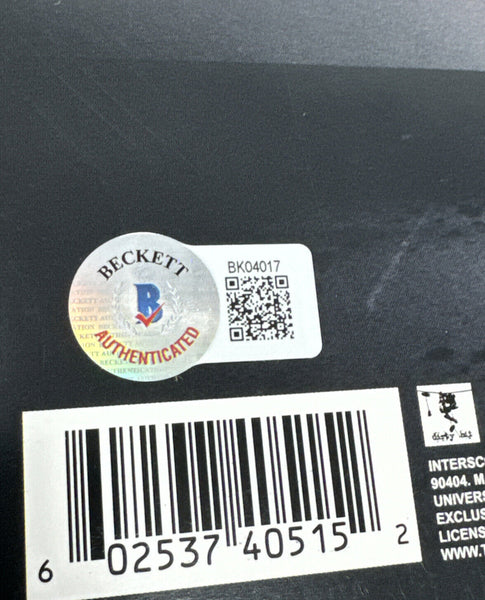 BECKETT
B
AUTHENTICATED
BK04017
6 02537 40515 2
dirty hit
INTERSC
90404. M
UNIVERS
EXCLUS
LICENS
WWW.T